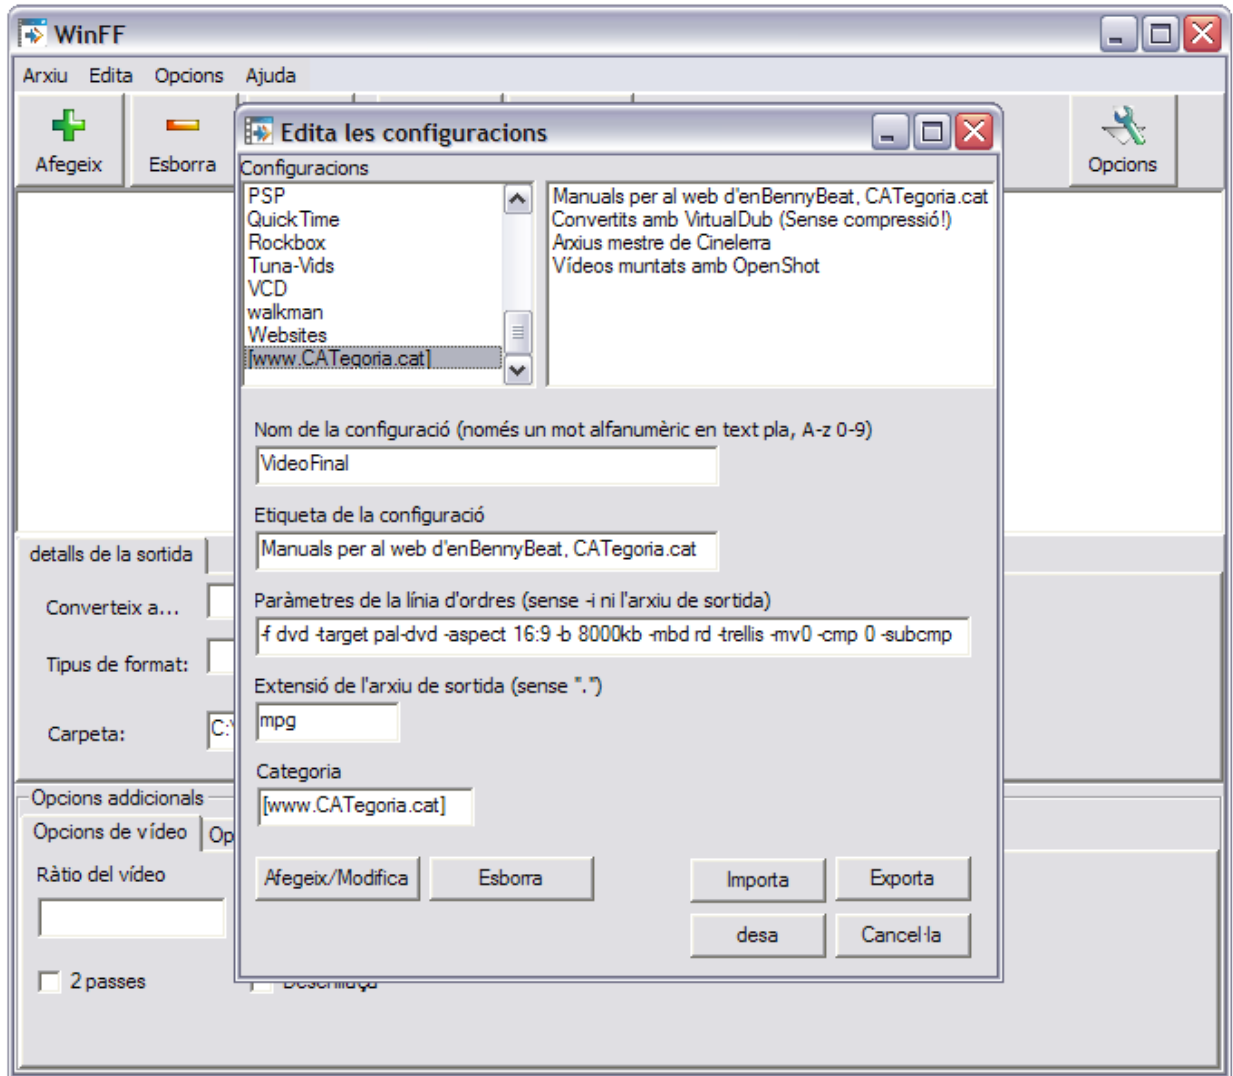 WinFF
Arxiu Edita Opcions Ajuda
Afegeix
Esborra
Opcions
Edita les configuracions
Configuracions
PSP
QuickTime
Rockbox
Tuna-Vids
VCD
walkman
Websites
[www.CATegoria.cat]
Manuals per al web d'enBennyBeat, CATegoria.cat
Convertits amb VirtualDub (Sense compressió!)
Arxius mestre de Cinelerra
Vídeos muntats amb OpenShot
Nom de la configuració (només un mot alfanumèric en text pla, A-z 0-9)
VideoFinal
Etiqueta de la configuració
Manuals per al web d'enBennyBeat, CATegoria.cat
Paràmetres de la línia d'ordres (sense -i ni l'arxiu de sortida)
-f dvd -target pal-dvd -aspect 16:9 -b 8000kb -mbd rd -trellis -mv0 -cmp 0 -subcmp
Extensió de l'arxiu de sortida (sense ".")
mpg
Categoria
[www.CATegoria.cat]
Afegeix/Modifica
Esborra
Importa
Exporta
desa
Cancel·la
detalls de la sortida
Converteix a...
Tipus de format:
Carpeta:
C:\
Opcions addicionals
Opcions de vídeo
Op
Ràtio del vídeo
2 passes